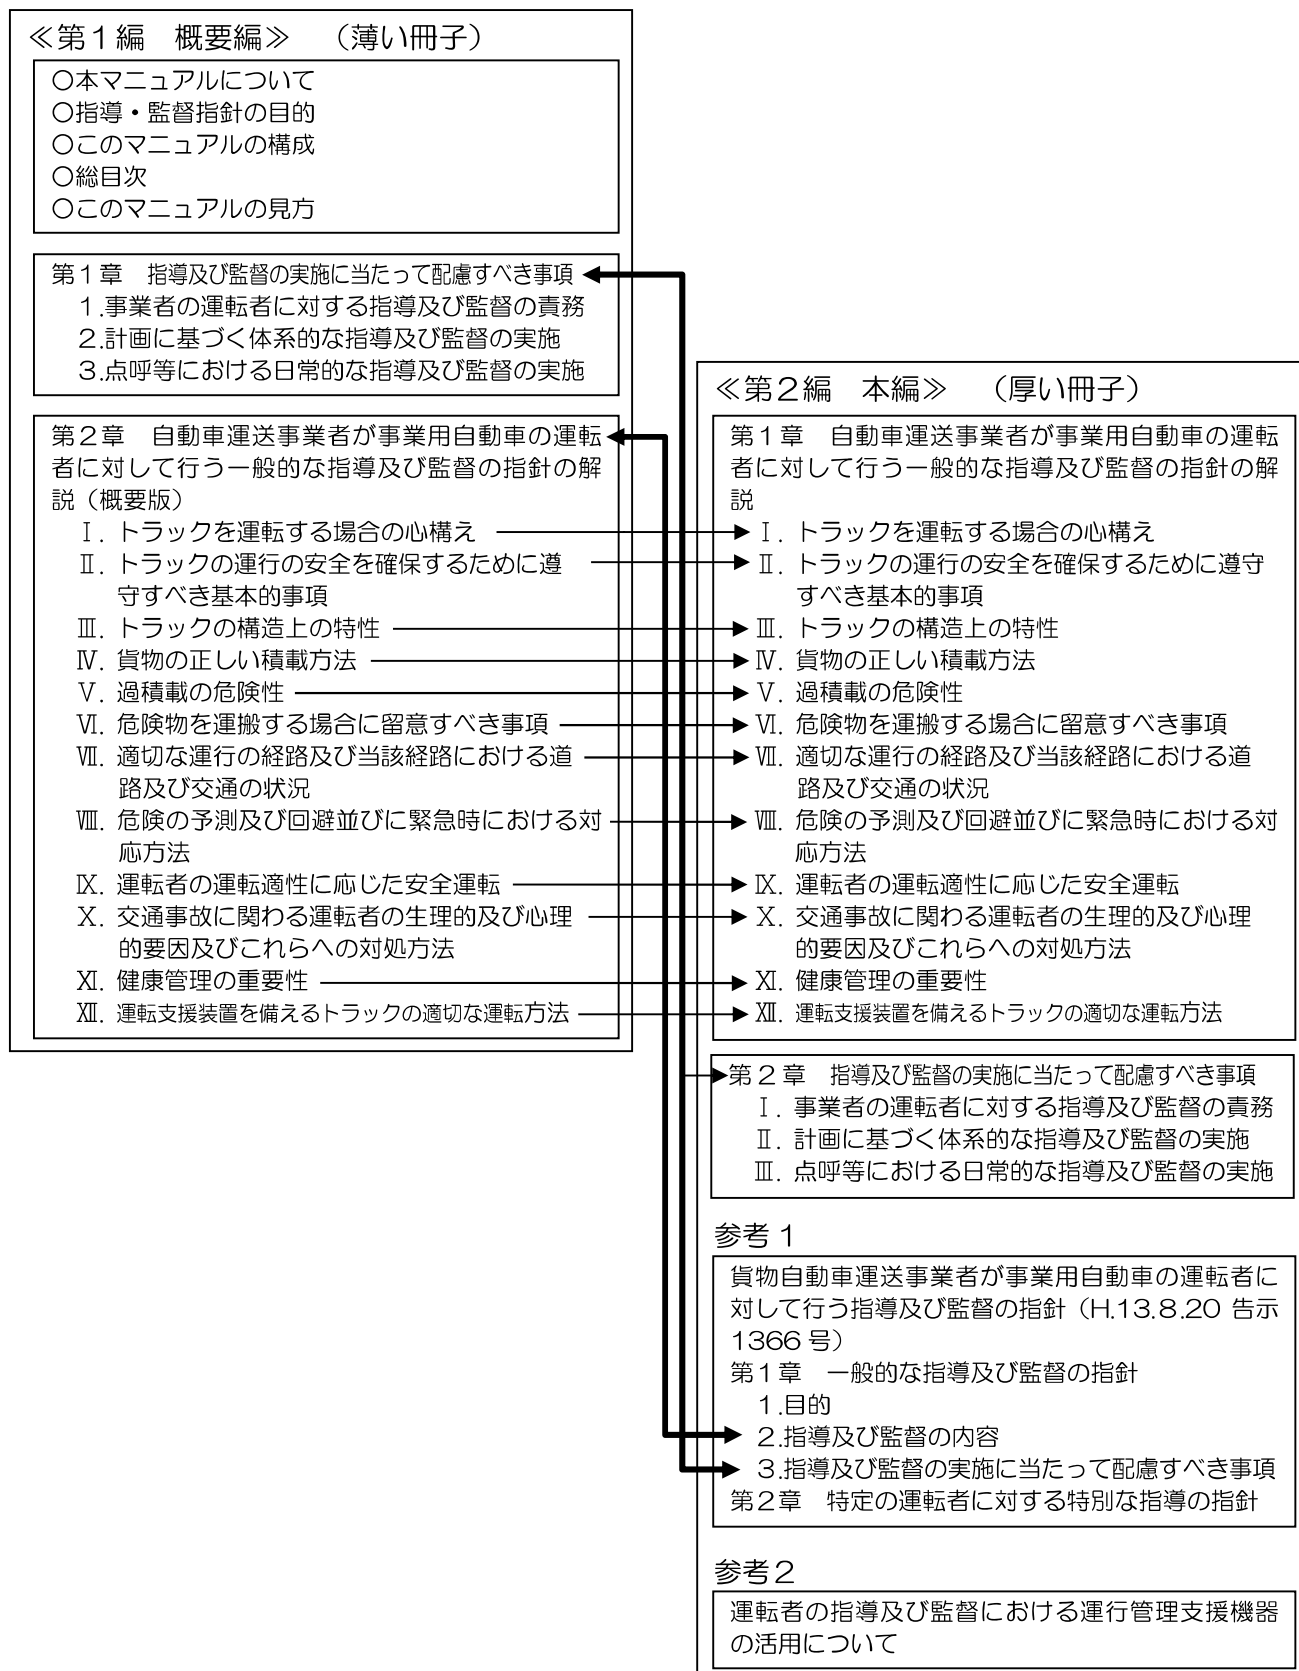 ≪第1編　概要編≫　（薄い冊子）
○本マニュアルについて
○指導・監督指針の目的
○このマニュアルの構成
○総目次
○このマニュアルの見方
第1章　指導及び監督の実施に当たって配慮すべき事項
1.事業者の運転者に対する指導及び監督の責務
2.計画に基づく体系的な指導及び監督の実施
3.点呼等における日常的な指導及び監督の実施
第2章　自動車運送事業者が事業用自動車の運転
者に対して行う一般的な指導及び監督の指針の解
説（概要版）
Ⅰ. トラックを運転する場合の心構え
Ⅱ. トラックの運行の安全を確保するために遵
守すべき基本的事項
Ⅲ. トラックの構造上の特性
Ⅳ. 貨物の正しい積載方法
Ⅴ. 過積載の危険性
Ⅵ. 危険物を運搬する場合に留意すべき事項
Ⅶ. 適切な運行の経路及び当該経路における道
路及び交通の状況
Ⅷ. 危険の予測及び回避並びに緊急時における対
応方法
Ⅸ. 運転者の運転適性に応じた安全運転
Ⅹ. 交通事故に関わる運転者の生理的及び心理
的要因及びこれらへの対処方法
Ⅺ. 健康管理の重要性
Ⅻ. 運転支援装置を備えるトラックの適切な運転方法
≪第2編　本編≫　（厚い冊子）
第1章　自動車運送事業者が事業用自動車の運転
者に対して行う一般的な指導及び監督の指針の解
説
Ⅰ. トラックを運転する場合の心構え
Ⅱ. トラックの運行の安全を確保するために遵守
すべき基本的事項
Ⅲ. トラックの構造上の特性
Ⅳ. 貨物の正しい積載方法
Ⅴ. 過積載の危険性
Ⅵ. 危険物を運搬する場合に留意すべき事項
Ⅶ. 適切な運行の経路及び当該経路における道
路及び交通の状況
Ⅷ. 危険の予測及び回避並びに緊急時における対
応方法
Ⅸ. 運転者の運転適性に応じた安全運転
Ⅹ. 交通事故に関わる運転者の生理的及び心理
的要因及びこれらへの対処方法
Ⅺ. 健康管理の重要性
Ⅻ. 運転支援装置を備えるトラックの適切な運転方法
第2章　指導及び監督の実施に当たって配慮すべき事項
Ⅰ. 事業者の運転者に対する指導及び監督の責務
Ⅱ. 計画に基づく体系的な指導及び監督の実施
Ⅲ. 点呼等における日常的な指導及び監督の実施
参考1
貨物自動車運送事業者が事業用自動車の運転者に
対して行う指導及び監督の指針（H.13.8.20 告示
1366号）
第1章　一般的な指導及び監督の指針
1.目的
2.指導及び監督の内容
3.指導及び監督の実施に当たって配慮すべき事項
第2章　特定の運転者に対する特別な指導の指針
参考2
運転者の指導及び監督における運行管理支援機器
の活用について